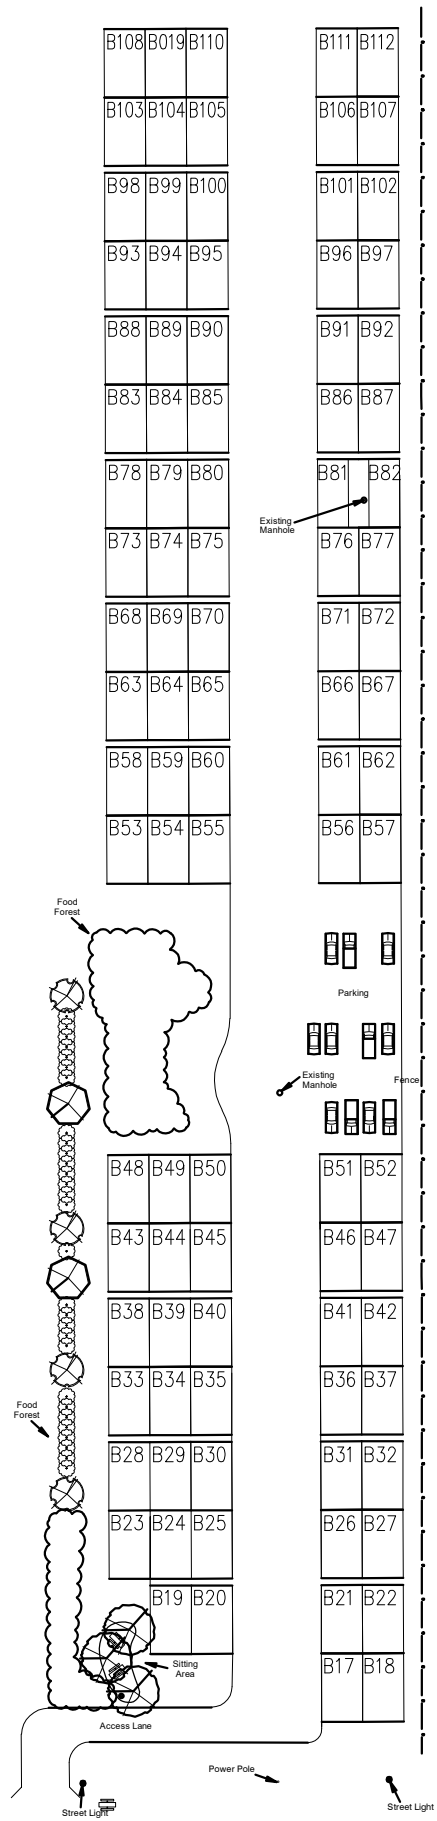 B108 B019 B110 B111 B112
B103 B104 B105 B106 B107
B98 B99 B100 B101 B102
B93 B94 B95 B96 B97
B88 B89 B90 B91 B92
B83 B84 B85 B86 B87
B78 B79 B80 B81 B82
Existing
Manhole
B73 B74 B75 B76 B77
B68 B69 B70 B71 B72
B63 B64 B65 B66 B67
B58 B59 B60 B61 B62
B53 B54 B55 B56 B57
Food
Forest
Parking
Existing
Manhole
Fence
B48 B49 B50 B51 B52
B43 B44 B45 B46 B47
B38 B39 B40 B41 B42
B33 B34 B35 B36 B37
Food
Forest
B28 B29 B30 B31 B32
B23 B24 B25 B26 B27
B19 B20 B21 B22
Sitting
Area
B17 B18
Access Lane
Power Pole
Street Light
Street Light